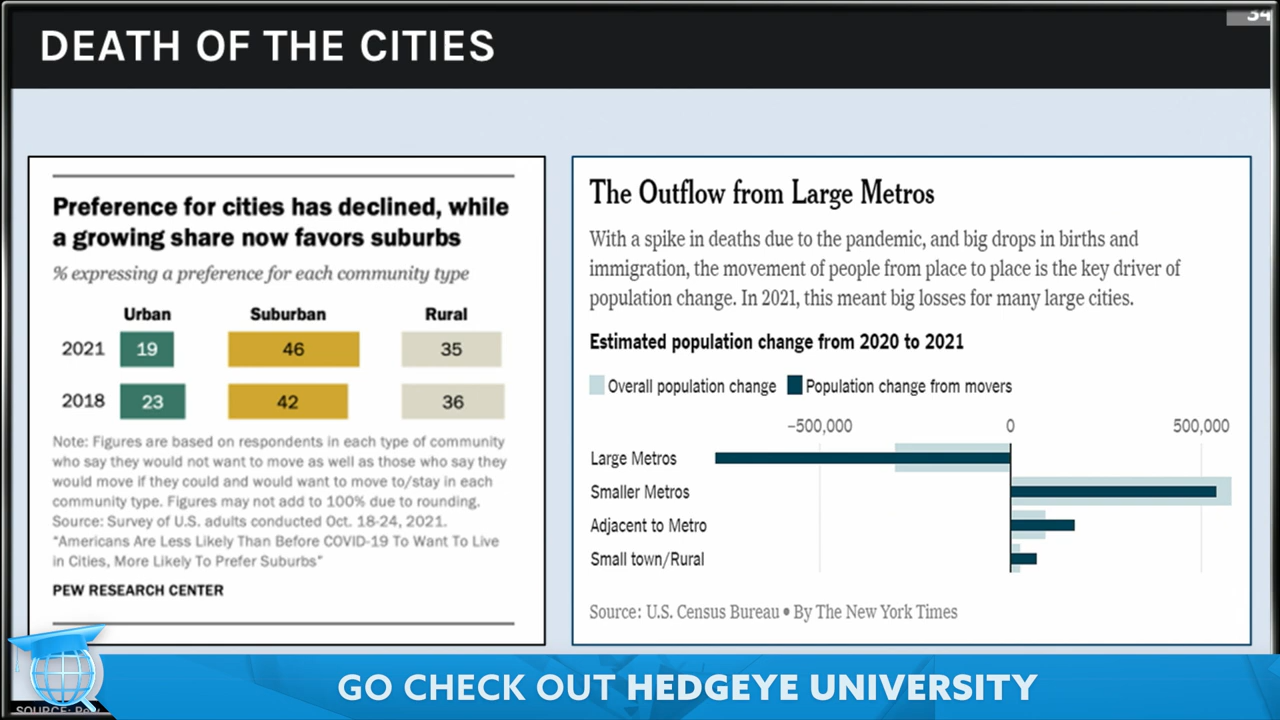 34
DEATH OF THE CITIES
Preference for cities has declined, while
a growing share now favors suburbs
% expressing a preference for each community type
Urban Suburban Rural
2021 19 46 35
2018 23 42 36
Note: Figures are based on respondents in each type of community
who say they would not want to move as well as those who say they
would move if they could and would want to move to/stay in each
community type. Figures may not add to 100% due to rounding.
Source: Survey of U.S. adults conducted Oct. 18-24, 2021.
“Americans Are Less Likely Than Before COVID-19 To Want To Live
in Cities, More Likely To Prefer Suburbs”
PEW RESEARCH CENTER
The Outflow from Large Metros
With a spike in deaths due to the pandemic, and big drops in births and
immigration, the movement of people from place to place is the key driver of
population change. In 2021, this meant big losses for many large cities.
Estimated population change from 2020 to 2021
Overall population change Population change from movers
−500,000 0 500,000
Large Metros
Smaller Metros
Adjacent to Metro
Small town/Rural
Source: U.S. Census Bureau • By The New York Times
GO CHECK OUT HEDGEYE UNIVERSITY
SOURCE: Pew